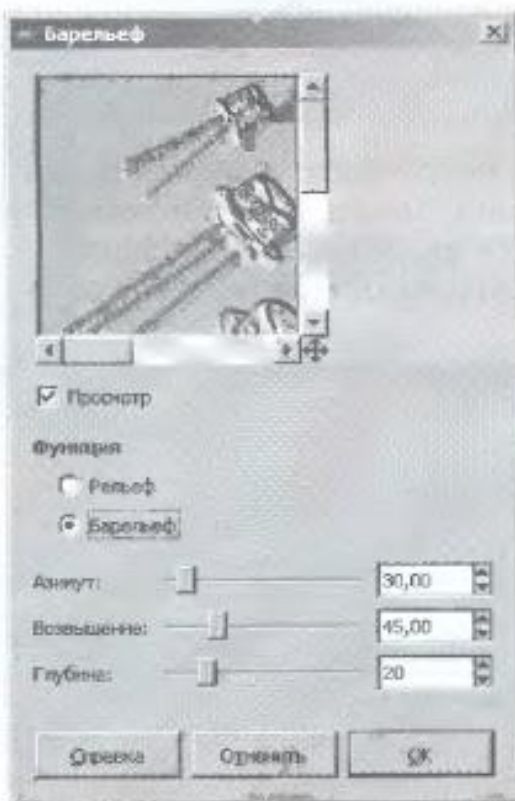 Барельеф
Просмотр
Функция
Рельеф
Барельеф
Азимут: 30,00
Возвышение: 45,00
Глубина: 20
Справка Отменить OK